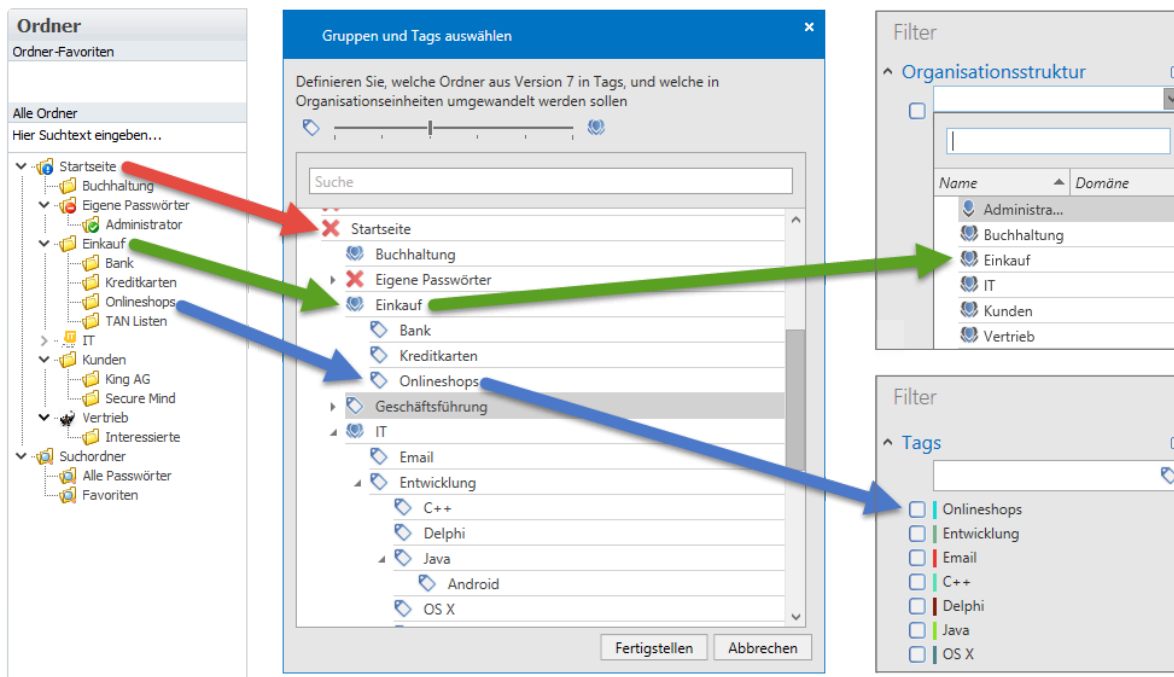 Ordner
Ordner-Favoriten
Alle Ordner
Hier Suchtext eingeben...
Startseite
Buchhaltung
Eigene Passwörter
Administrator
Einkauf
Bank
Kreditkarten
Onlineshops
TAN Listen
IT
Kunden
King AG
Secure Mind
Vertrieb
Interessierte
Suchordner
Alle Passwörter
Favoriten
Gruppen und Tags auswählen
Definieren Sie, welche Ordner aus Version 7 in Tags, und welche in
Organisationseinheiten umgewandelt werden sollen
Suche
Startseite
Buchhaltung
Eigene Passwörter
Einkauf
Bank
Kreditkarten
Onlineshops
Geschäftsführung
IT
Email
Entwicklung
C++
Delphi
Java
Android
OS X
Fertigstellen Abbrechen
Filter
Organisationsstruktur
Name Domäne
Administra...
Buchhaltung
Einkauf
IT
Kunden
Vertrieb
Filter
Tags
Onlineshops
Entwicklung
Email
C++
Delphi
Java
OS X